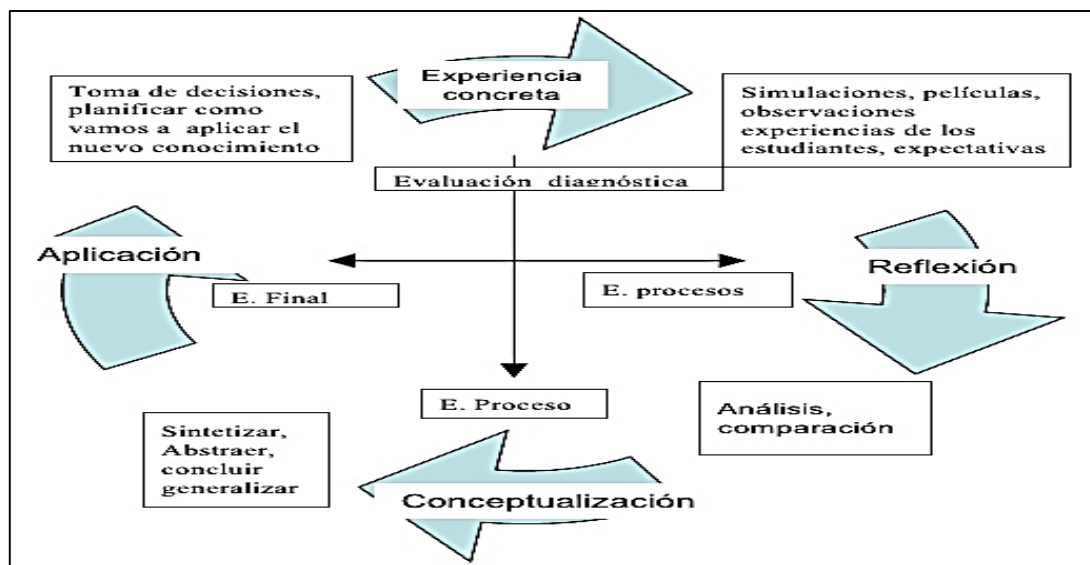 Experiencia
concreta
Toma de decisiones,
planificar como
vamos a aplicar el
nuevo conocimiento
Simulaciones, películas,
observaciones
experiencias de los
estudiantes, expectativas
Evaluación diagnóstica
Aplicación
Reflexión
E. Final
E. procesos
E. Proceso
Análisis,
comparación
Sintetizar,
Abstraer,
concluir
generalizar
Conceptualización